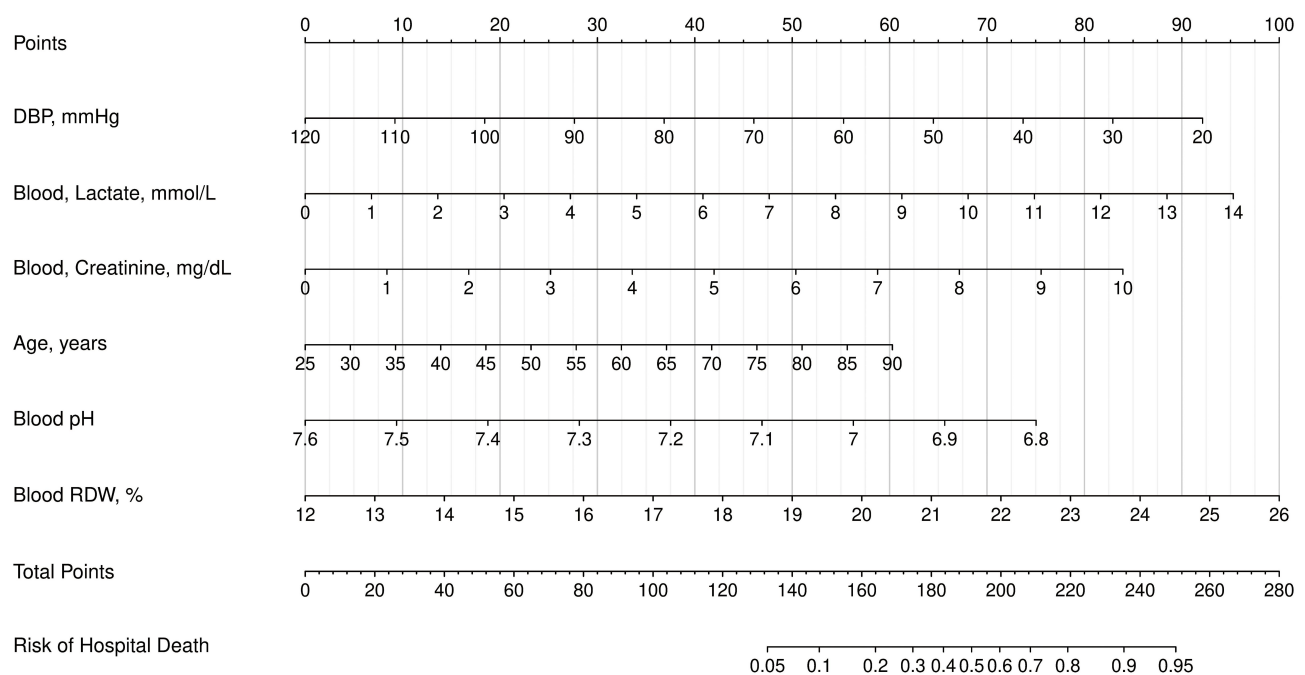 0 10 20 30 40 50 60 70 80 90 100
Points
DBP, mmHg
120 110 100 90 80 70 60 50 40 30 20
Blood, Lactate, mmol/L
0 1 2 3 4 5 6 7 8 9 10 11 12 13 14
Blood, Creatinine, mg/dL
0 1 2 3 4 5 6 7 8 9 10
Age, years
25 30 35 40 45 50 55 60 65 70 75 80 85 90
Blood pH
7.6 7.5 7.4 7.3 7.2 7.1 7 6.9 6.8
Blood RDW, %
12 13 14 15 16 17 18 19 20 21 22 23 24 25 26
Total Points
0 20 40 60 80 100 120 140 160 180 200 220 240 260 280
Risk of Hospital Death
0.05 0.1 0.2 0.3 0.4 0.5 0.6 0.7 0.8 0.9 0.95